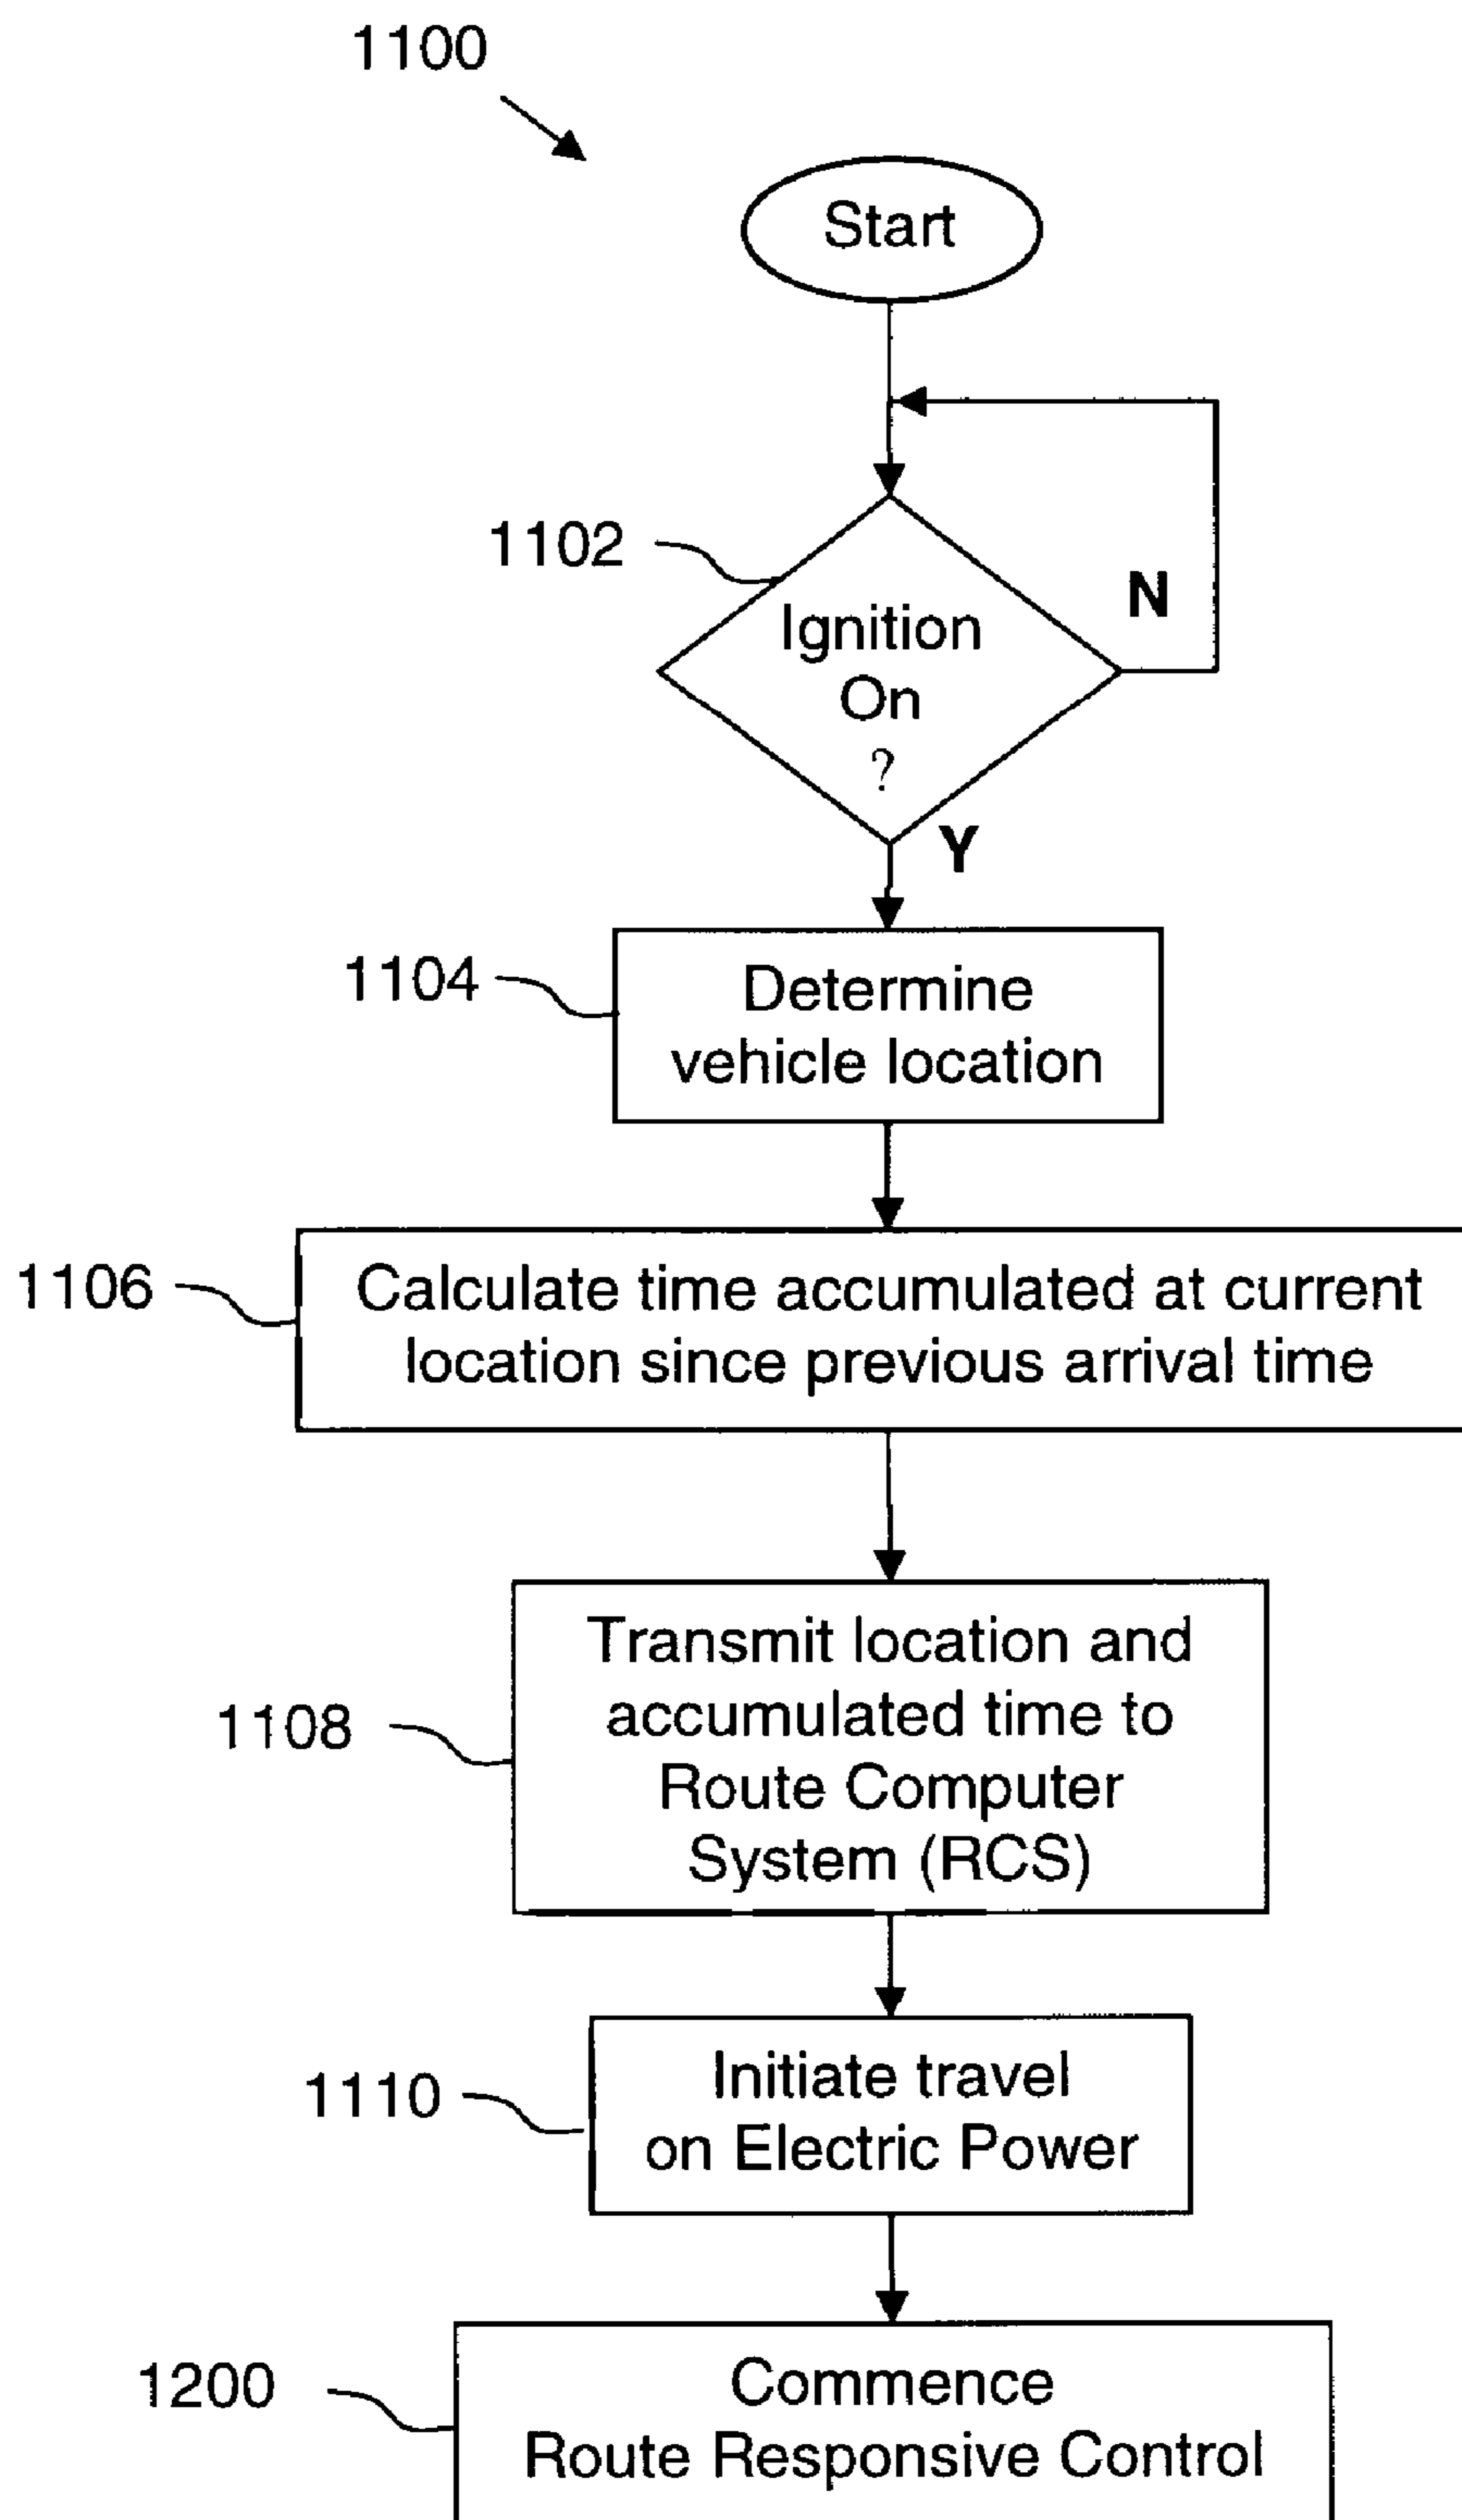 1100
Start
1102
Ignition
On
?
N
Y
1104
Determine
vehicle location
1106
Calculate time accumulated at current
location since previous arrival time
1108
Transmit location and
accumulated time to
Route Computer
System (RCS)
1110
Initiate travel
on Electric Power
1200
Commence
Route Responsive Control